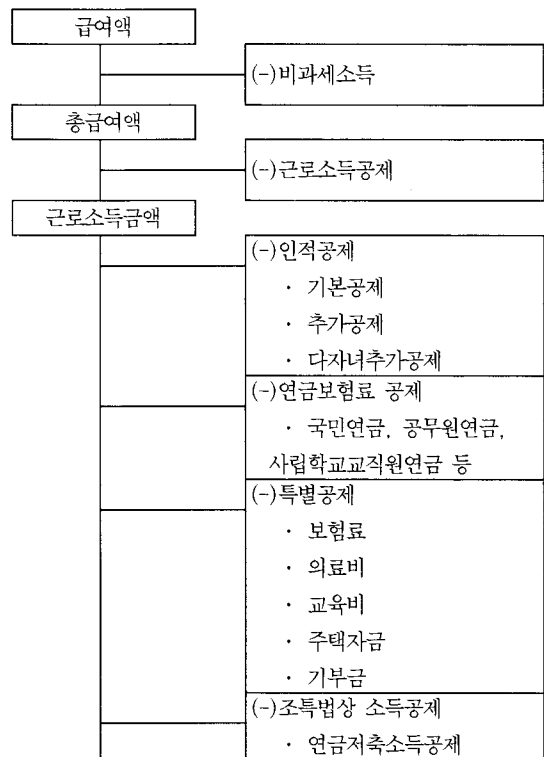 급여액
(-)비과세소득
총급여액
(-)근로소득공제
근로소득금액
(-)인적공제
· 기본공제
· 추가공제
· 다자녀추가공제
(-)연금보험료 공제
· 국민연금, 공무원연금,
사립학교교직원연금 등
(-)특별공제
· 보험료
· 의료비
· 교육비
· 주택자금
· 기부금
(-)조특법상 소득공제
· 연금저축소득공제